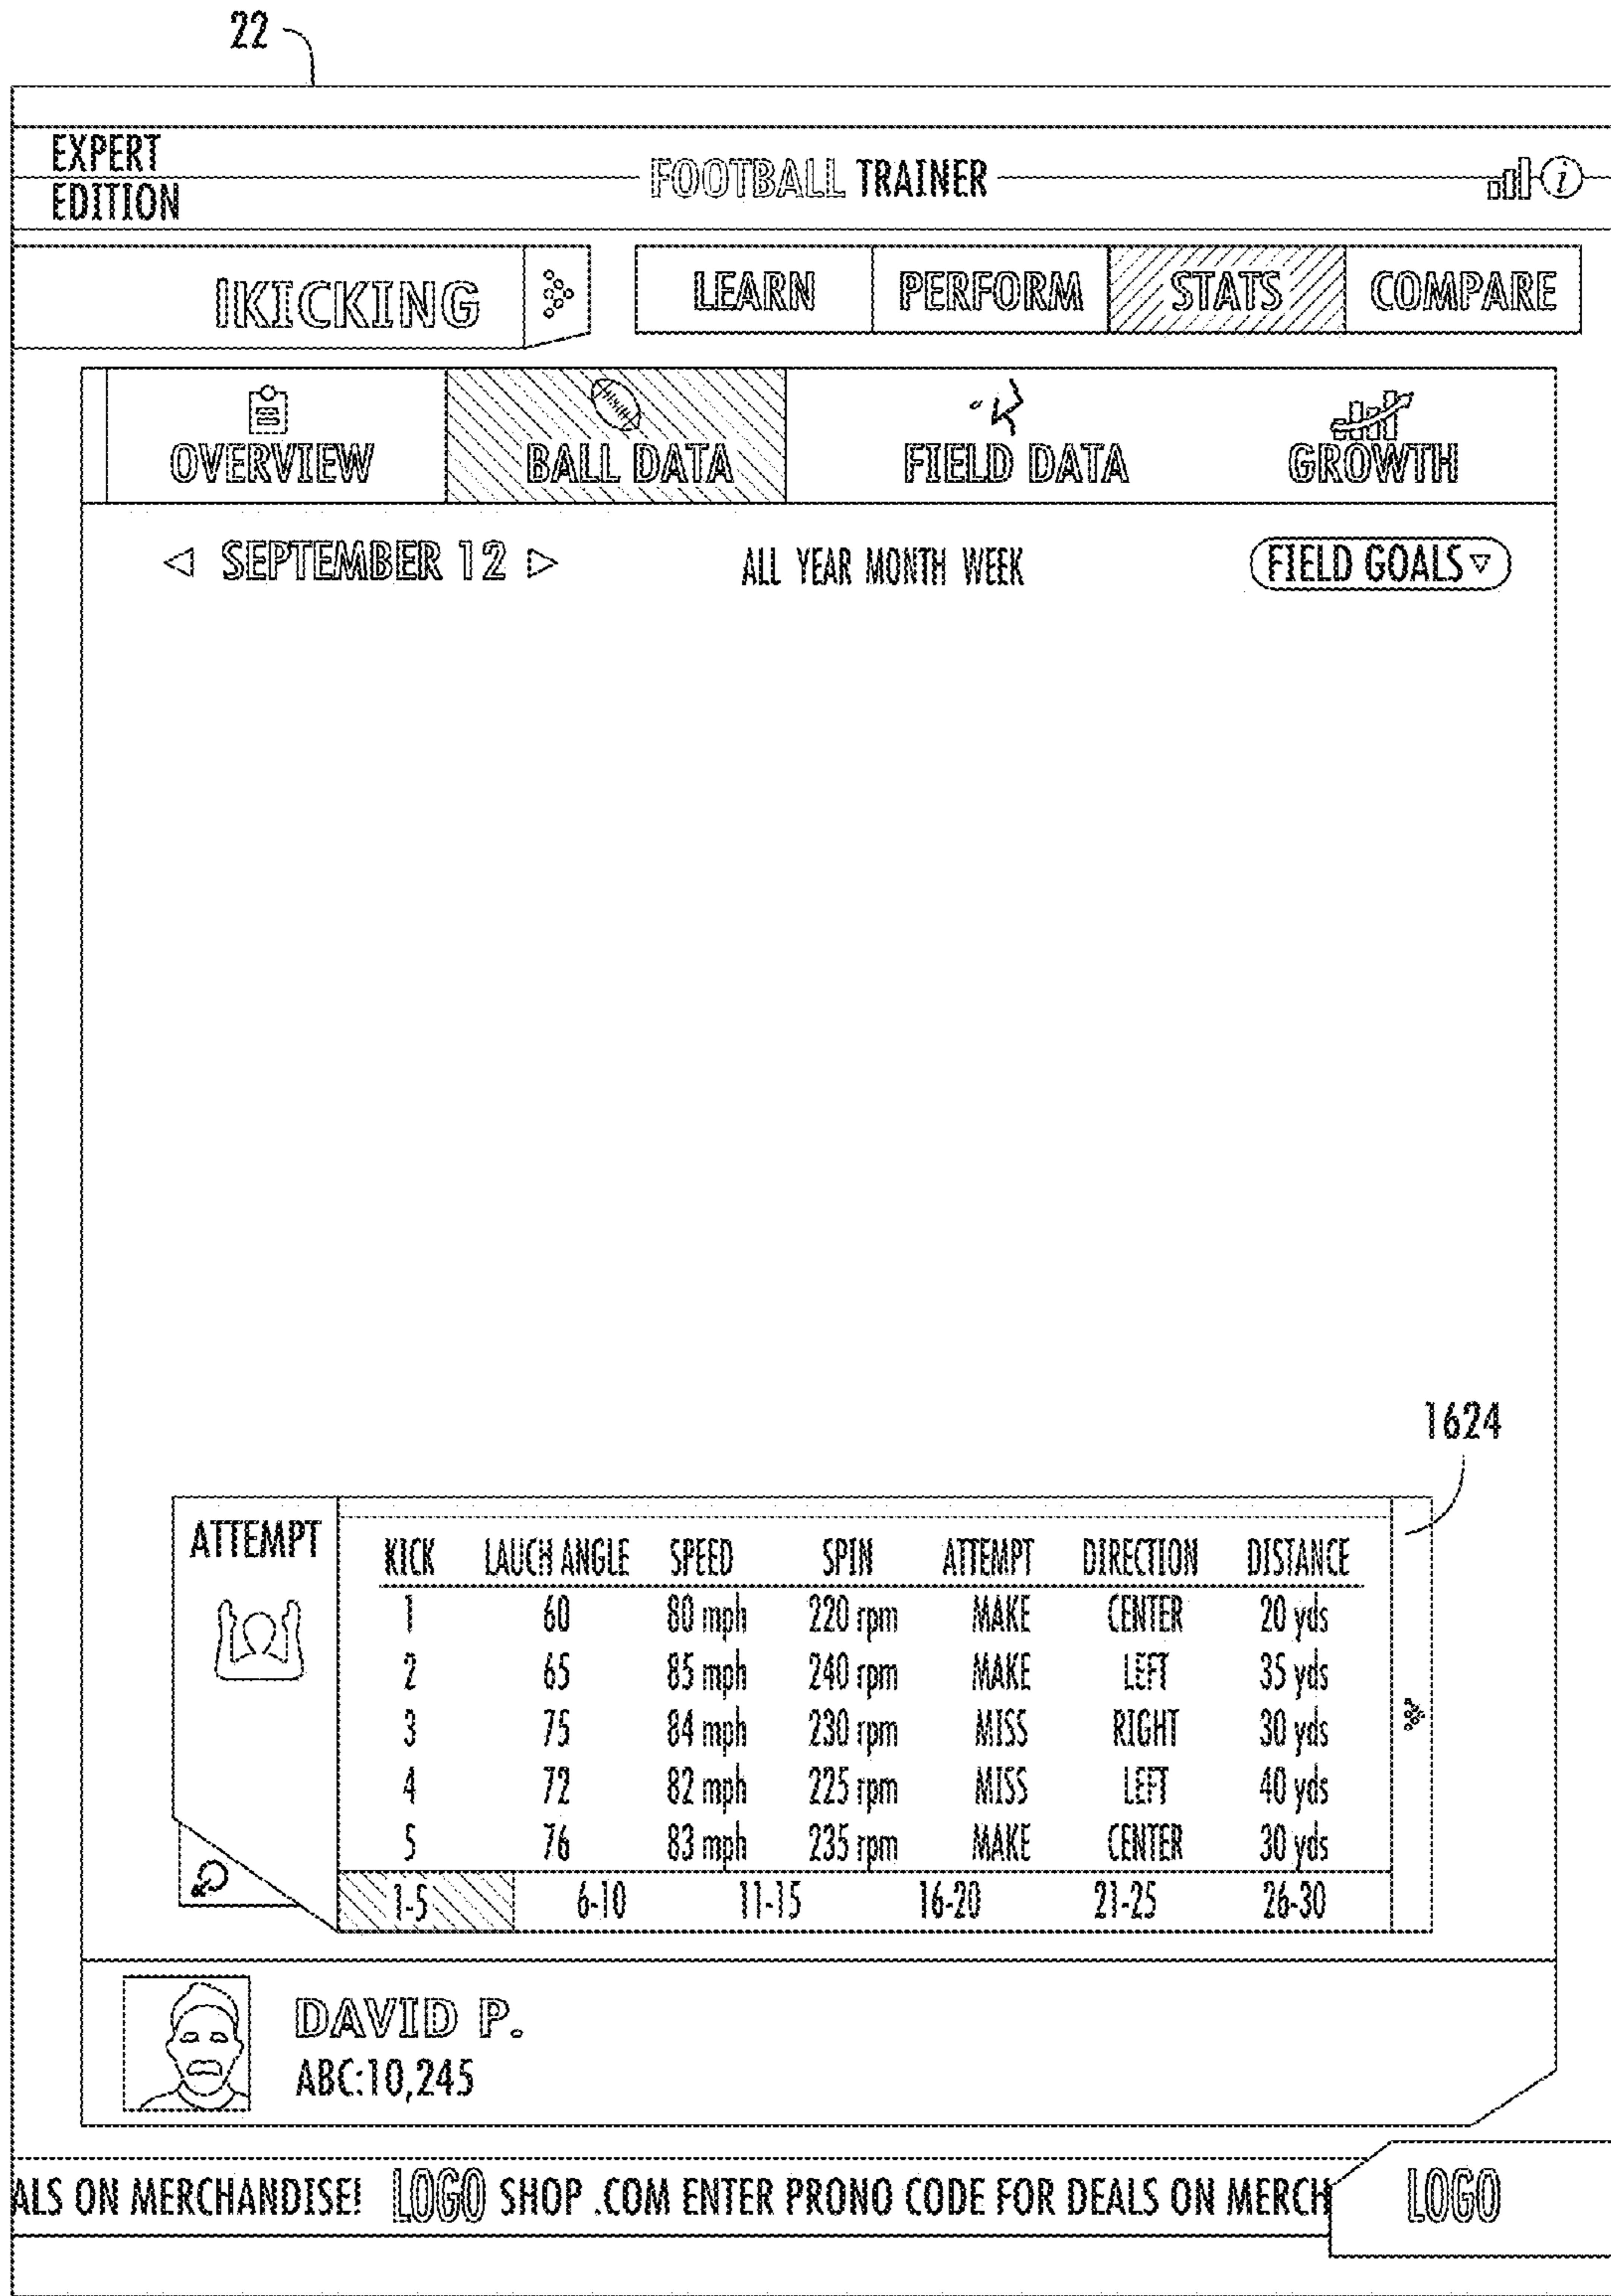 22
EXPERT
EDITION
FOOTBALL TRAINER
i
KICKING
LEARN PERFORM STATS COMPARE
OVERVIEW BALL DATA FIELD DATA GROWTH
SEPTEMBER 12 ALL YEAR MONTH WEEK FIELD GOALS
1624
ATTEMPT
KICK LAUCH ANGLE SPEED SPIN ATTEMPT DIRECTION DISTANCE
1 60 80 mph 220 rpm MAKE CENTER 20 yds
2 65 85 mph 240 rpm MAKE LEFT 35 yds
3 75 84 mph 230 rpm MISS RIGHT 30 yds
4 72 82 mph 225 rpm MISS LEFT 40 yds
5 76 83 mph 235 rpm MAKE CENTER 30 yds
1-5 6-10 11-15 16-20 21-25 26-30
DAVID P.
ABC:10,245
ALS ON MERCHANDISE! LOGO SHOP .COM ENTER PRONO CODE FOR DEALS ON MERCH LOGO